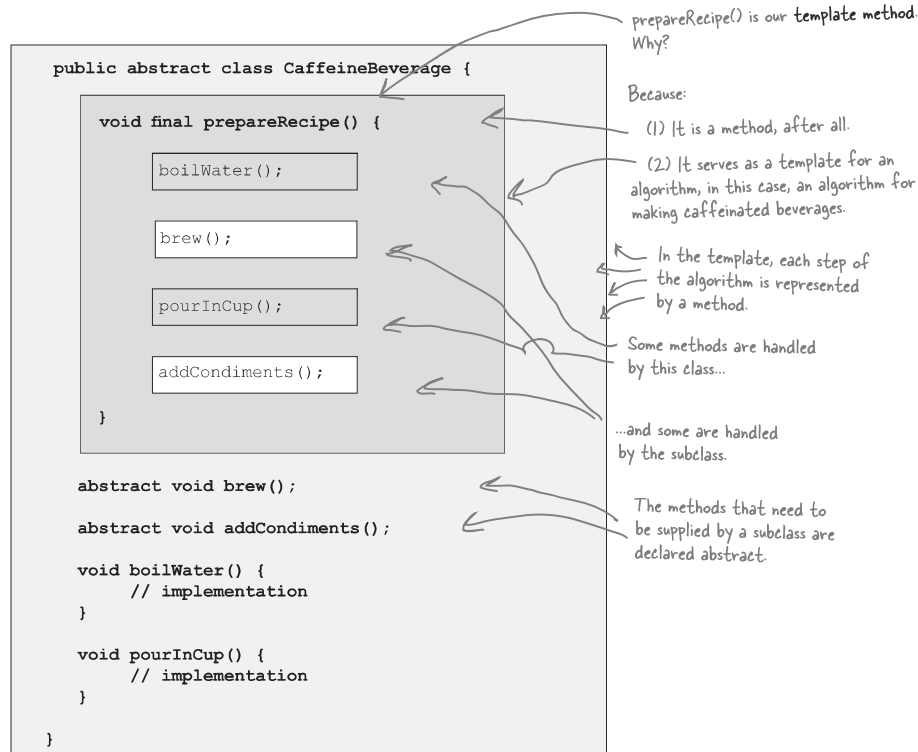 prepareRecipe() is our template method.
Why?
public abstract class CaffeineBeverage {
Because:
void final prepareRecipe() {
(1) It is a method, after all.
boilWater();
(2) It serves as a template for an
algorithm, in this case, an algorithm for
making caffeinated beverages.
brew();
In the template, each step of
the algorithm is represented
by a method.
pourInCup();
Some methods are handled
by this class...
addCondiments();
}
...and some are handled
by the subclass.
abstract void brew();
abstract void addCondiments();
The methods that need to
be supplied by a subclass are
declared abstract.
void boilWater() {
// implementation
}
void pourInCup() {
// implementation
}
}